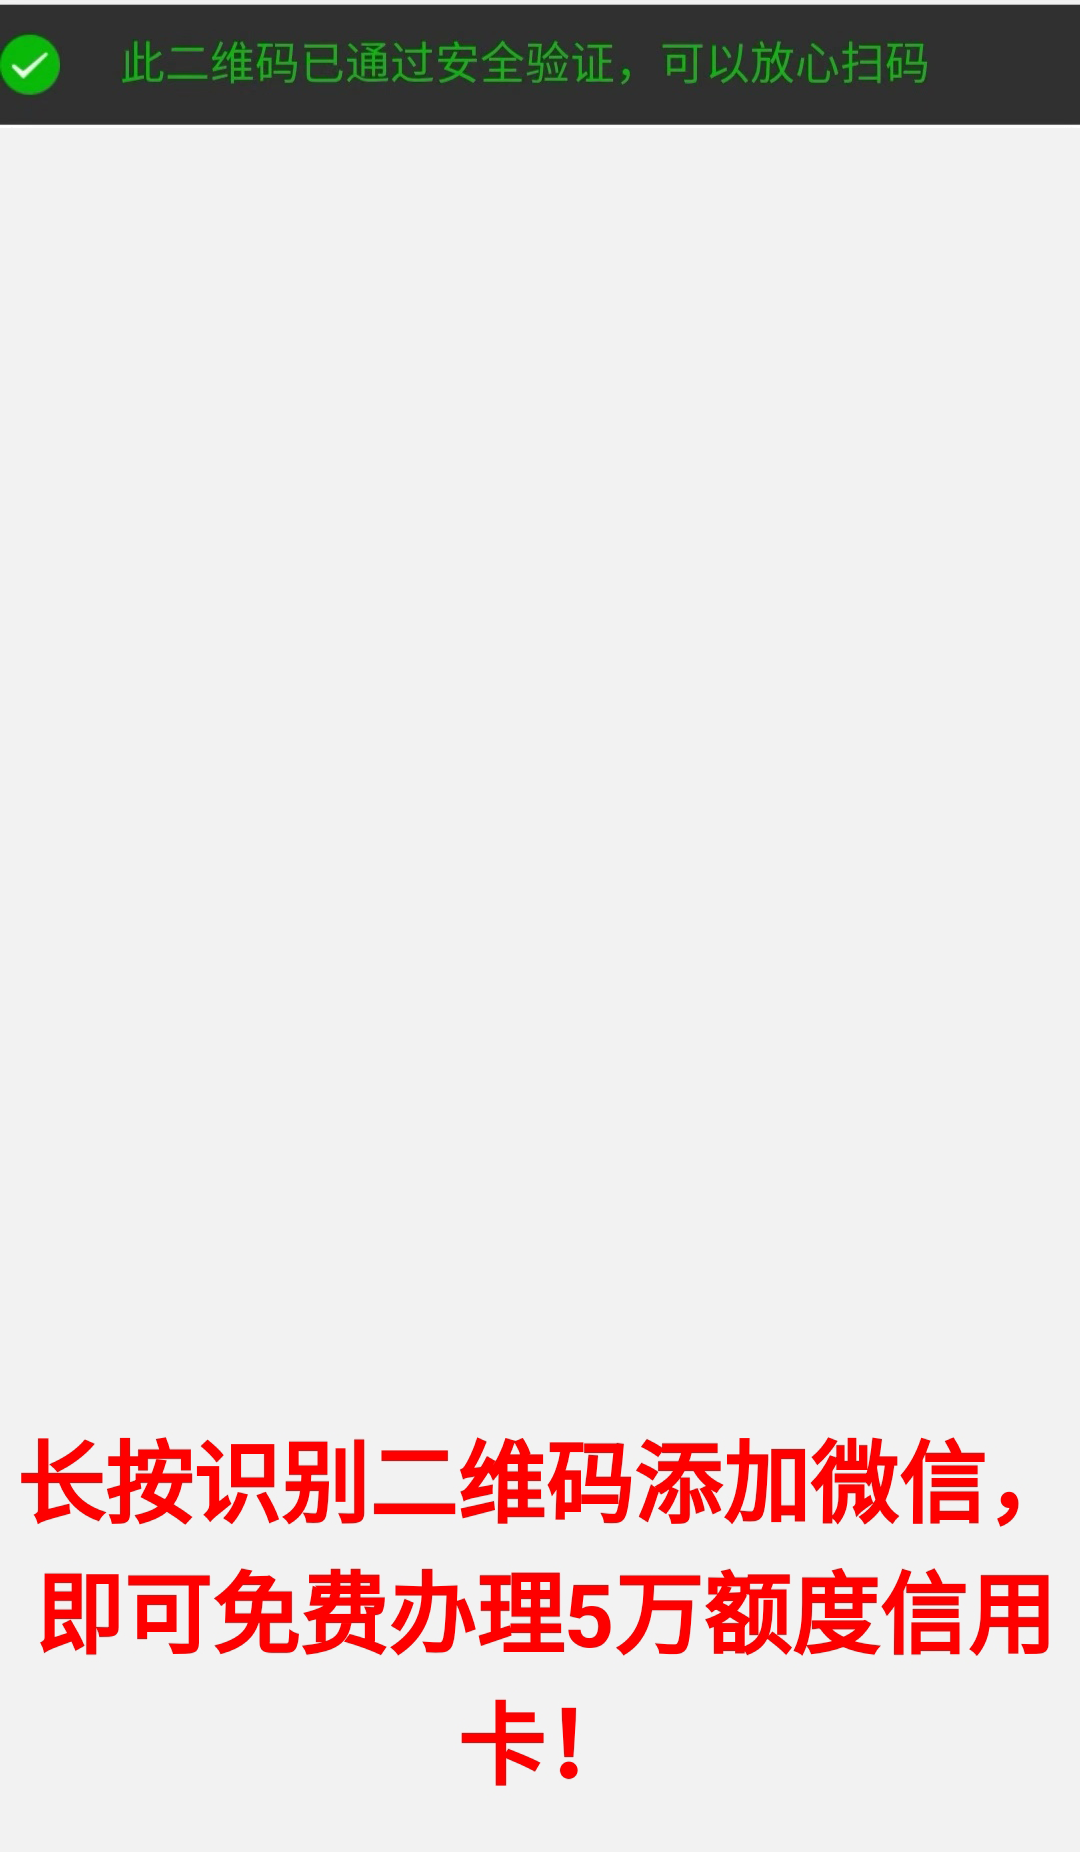 此二维码已通过安全验证，可以放心扫码
长按识别二维码添加微信，
即可免费办理5万额度信用
卡！